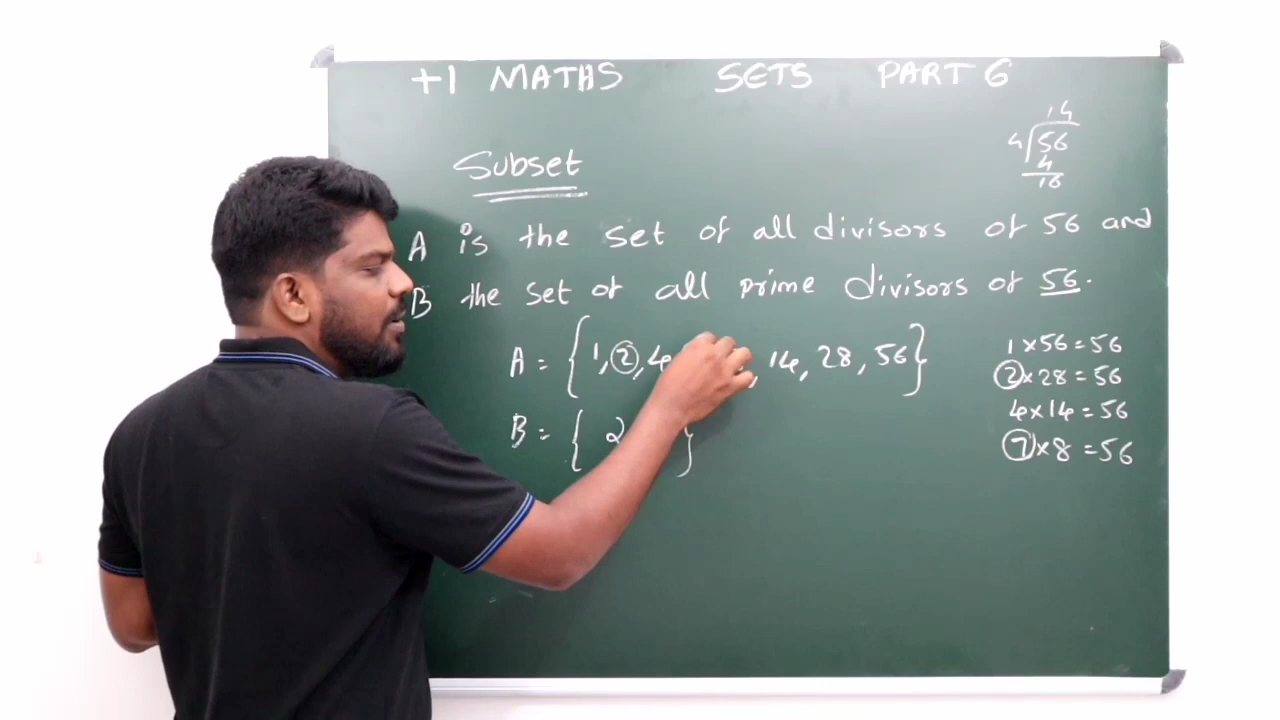 +1 MATHS SETS PART 6
14
4 56
4
16
Subset
A is the set of all divisors of 56 and
B the set of all prime divisors of 56.
A = { 1, 2, 4 , 14, 28, 56 }
B = { 2 }
1 × 56 = 56
2 × 28 = 56
4 × 14 = 56
7 × 8 = 56